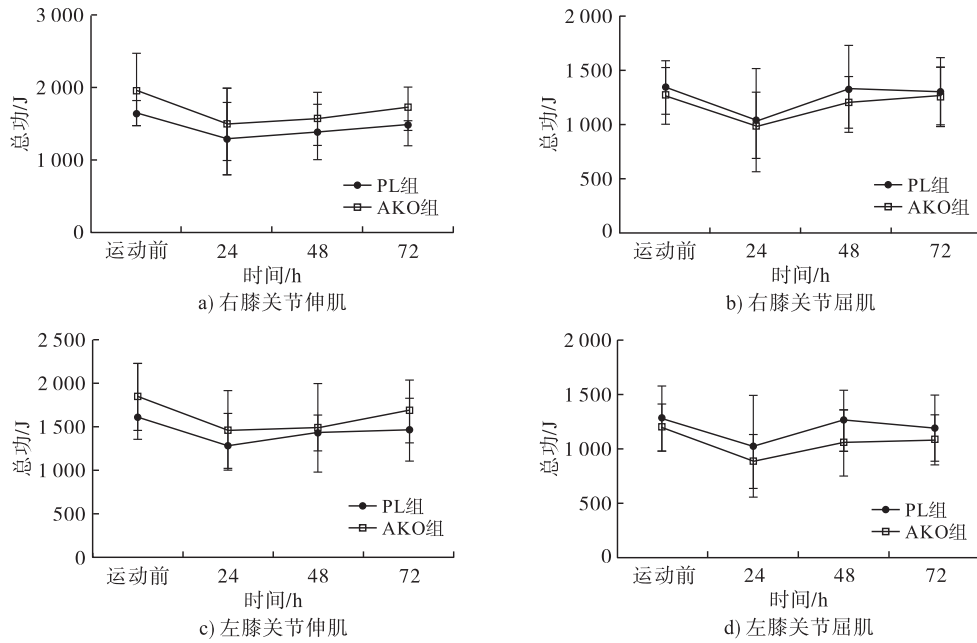 3 000
2 000
1 000
0
总功/J
PL组
AKO组
运动前 24 48 72
时间/h
a) 右膝关节伸肌
2 000
1 500
1 000
500
0
总功/J
PL组
AKO组
运动前 24 48 72
时间/h
b) 右膝关节屈肌
2 500
2 000
1 500
1 000
500
0
总功/J
PL组
AKO组
运动前 24 48 72
时间/h
c) 左膝关节伸肌
2 000
1 500
1 000
500
0
总功/J
PL组
AKO组
运动前 24 48 72
时间/h
d) 左膝关节屈肌